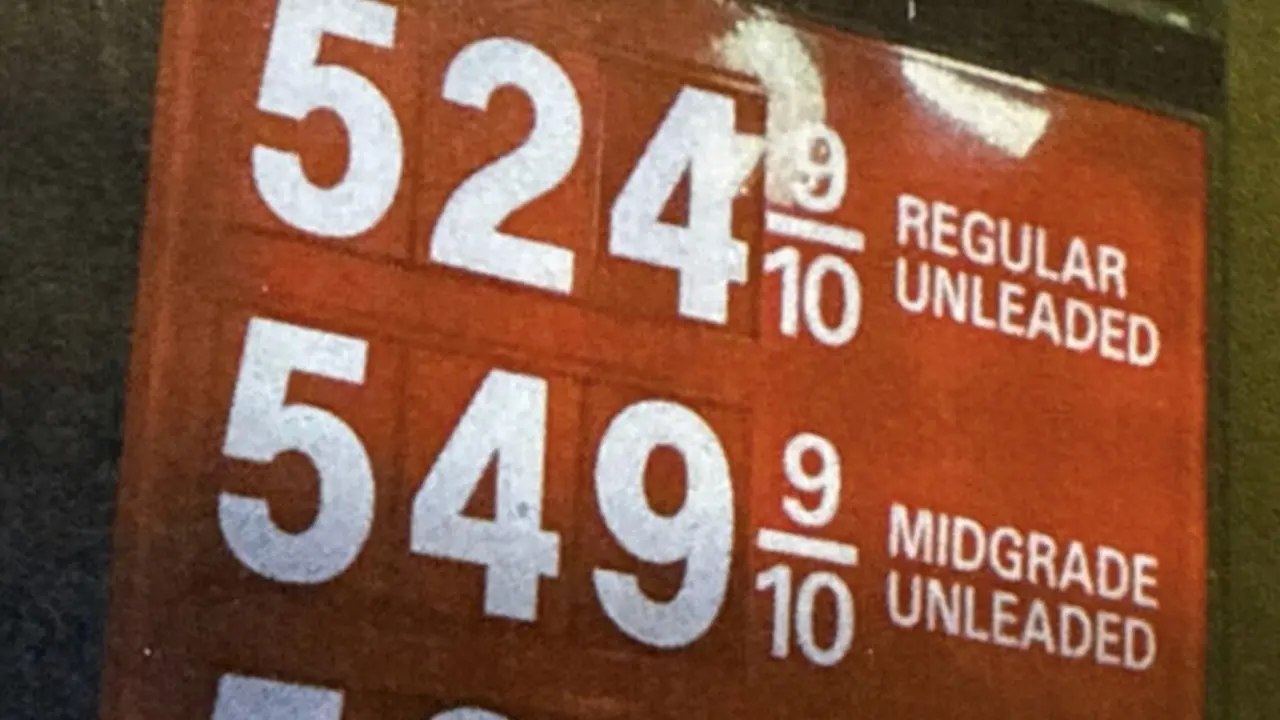 524 9/10 REGULAR
UNLEADED
549 9/10 MIDGRADE
UNLEADED